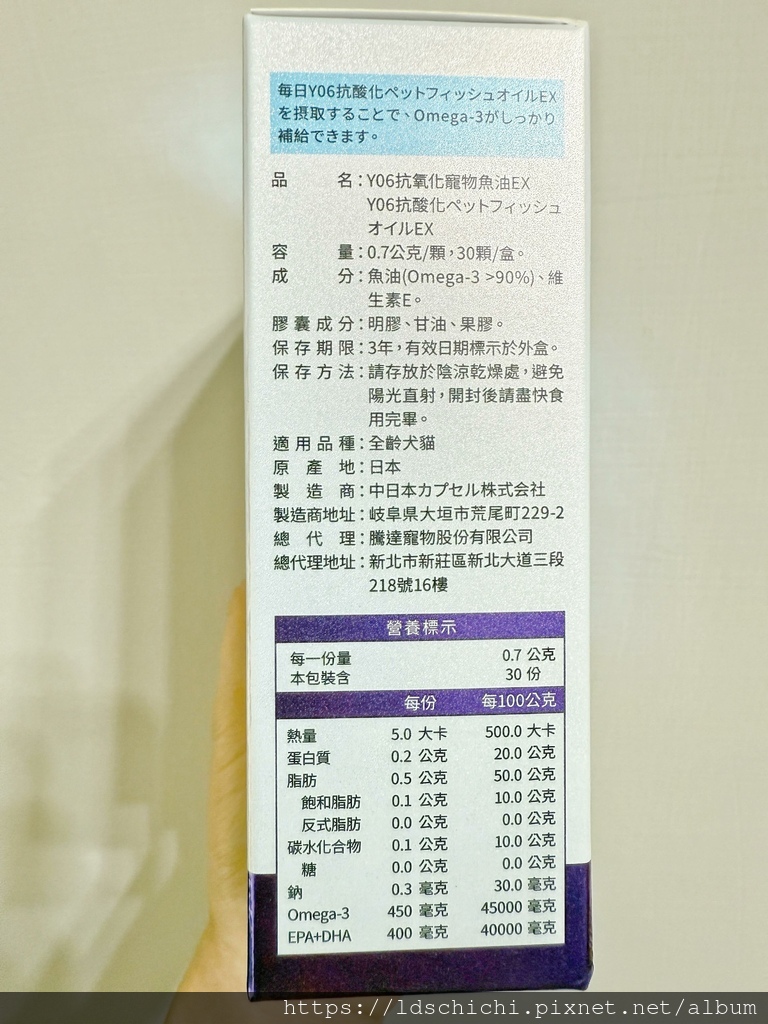 每日Y06抗酸化ペットフィッシュオイルEX
を摂取することで、Omega-3がしっかり
補給できます。
品名：Y06抗氧化寵物魚油EX
Y06抗酸化ペットフィッシュ
オイルEX
容量：0.7公克/顆，30顆/盒。
成分：魚油(Omega-3 >90%)、維
生素E。
膠囊成分：明膠、甘油、果膠。
保存期限：3年，有效日期標示於外盒。
保存方法：請存放於陰涼乾燥處，避免
陽光直射，開封後請盡快食
用完畢。
適用品種：全齡犬貓
原產地：日本
製造商：中日本カプセル株式会社
製造商地址：岐阜県大垣市荒尾町229-2
總代理：騰達寵物股份有限公司
總代理地址：新北市新莊區新北大道三段
218號16樓
營養標示
每一份量 0.7 公克
本包裝含 30 份
每份 每100公克
熱量 5.0 大卡 500.0 大卡
蛋白質 0.2 公克 20.0 公克
脂肪 0.5 公克 50.0 公克
飽和脂肪 0.1 公克 10.0 公克
反式脂肪 0.0 公克 0.0 公克
碳水化合物 0.1 公克 10.0 公克
糖 0.0 公克 0.0 公克
鈉 0.3 毫克 30.0 毫克
Omega-3 450 毫克 45000 毫克
EPA+DHA 400 毫克 40000 毫克
https://ldschichi.pixnet.net/album